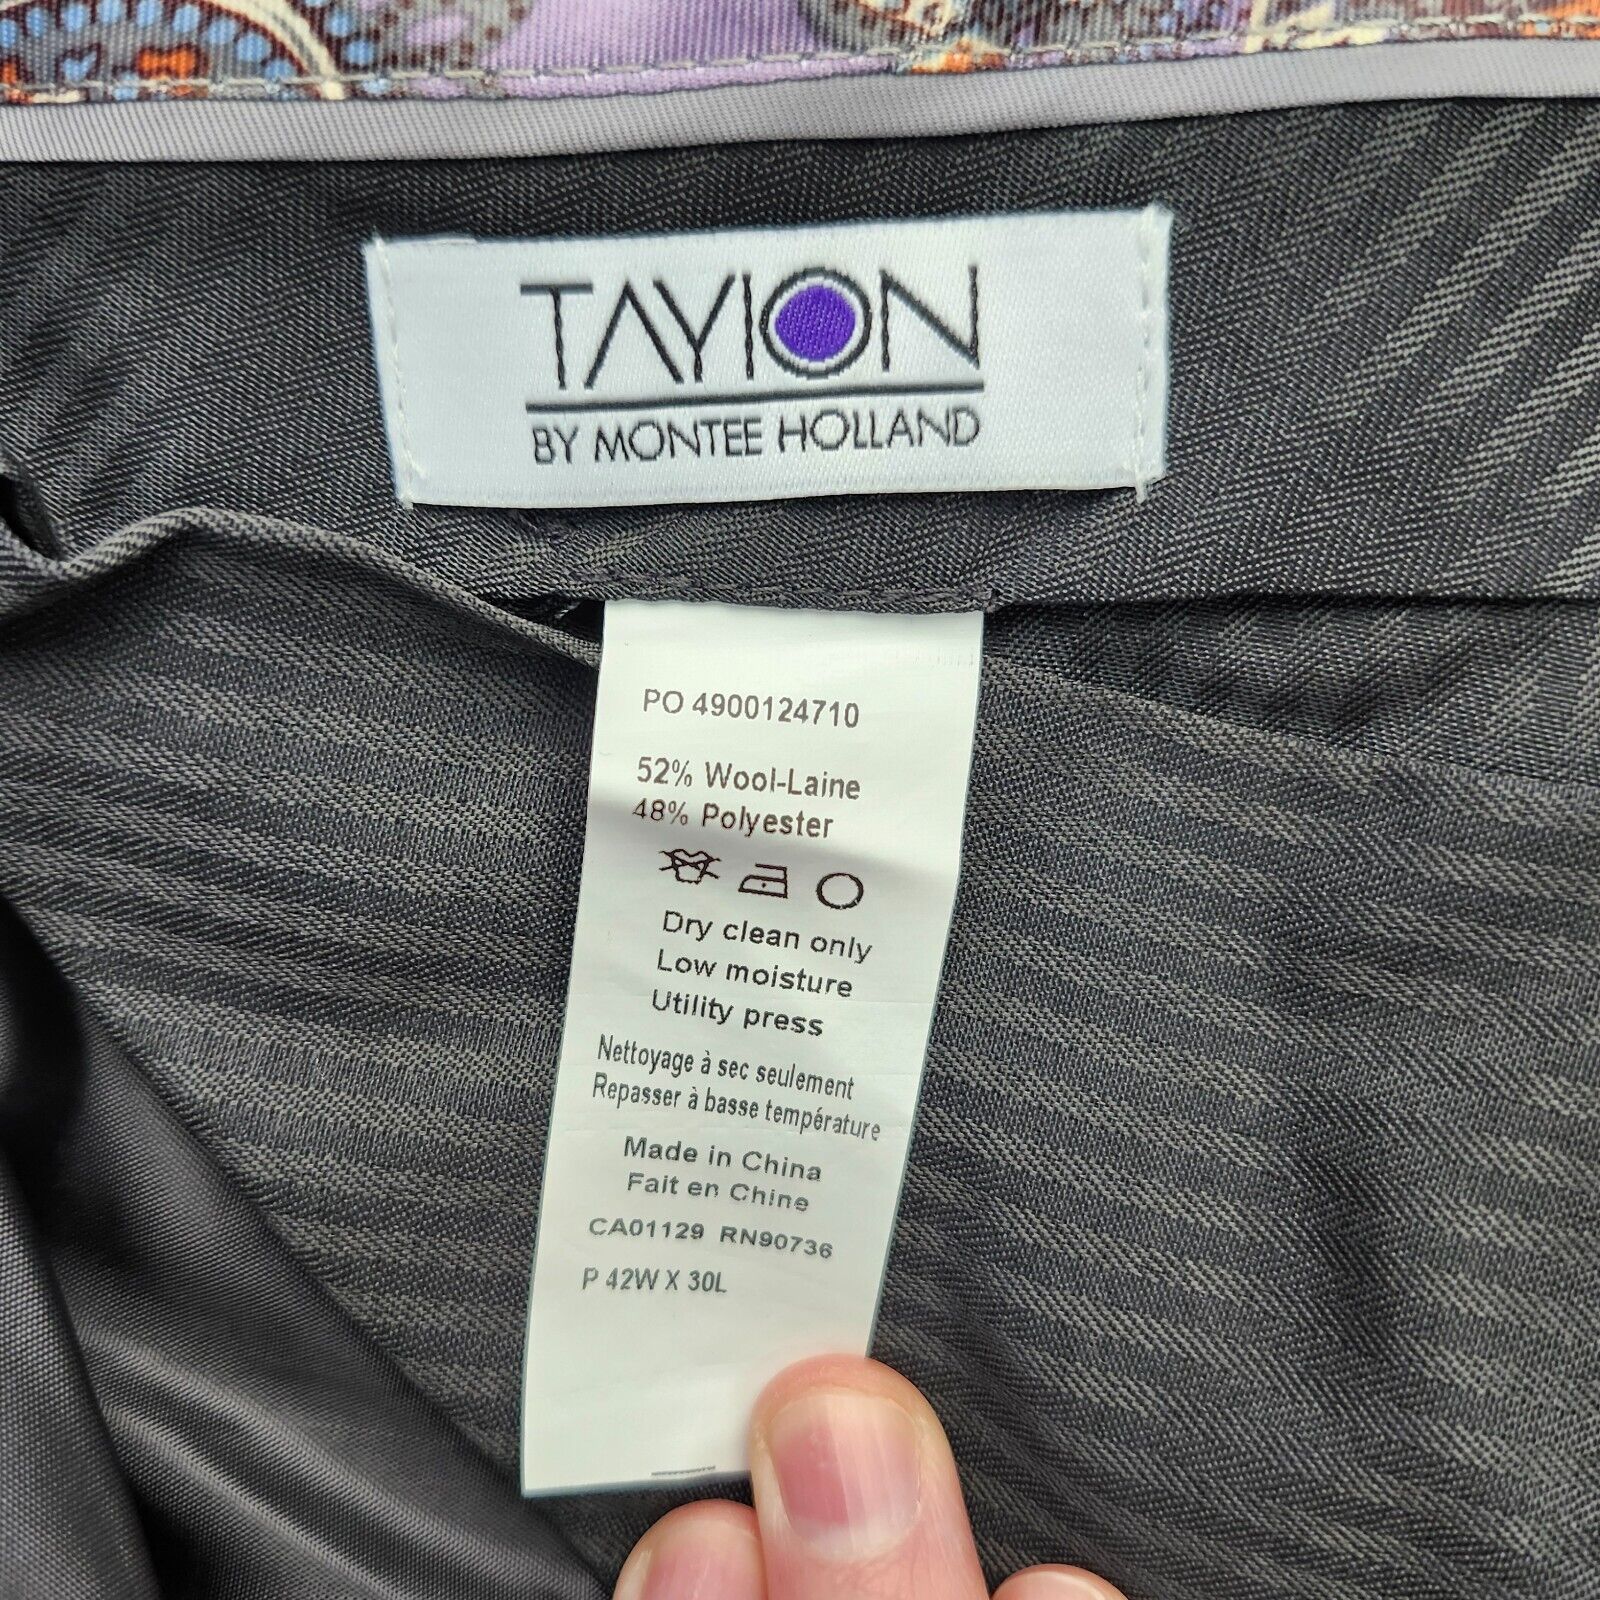 TAYION
BY MONTEE HOLLAND
PO 4900124710
52% Wool-Laine
48% Polyester
Dry clean only
Low moisture
Utility press
Nettoyage à sec seulement
Repasser à basse température
Made in China
Fait en Chine
CA01129 RN90736
P 42W X 30L